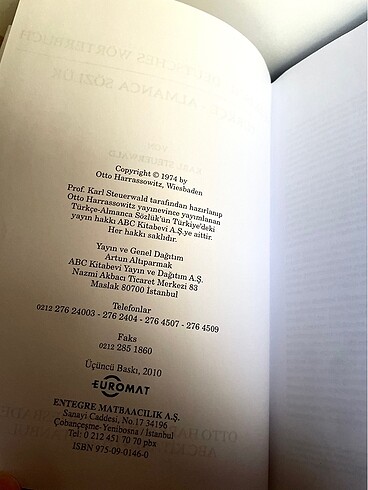 Copyright © 1974 by
Otto Harrassowitz, Wiesbaden
Prof. Karl Steuerwald tarafından hazırlanıp
Otto Harrassowitz yayınevince yayımlanan
Türkçe-Almanca Sözlük'ün Türkiye'deki
yayın hakkı ABC Kitabevi A.Ş.ye aittir.
Her hakkı saklıdır.
Yayın ve Genel Dağıtım
Artun Altıparmak
ABC Kitabevi Yayın ve Dağıtım A.Ş.
Nazmi Akbacı Ticaret Merkezi 83
Maslak 80700 İstanbul
Telefonlar
0212 276 24003 - 276 2404 - 276 4507 - 276 4509
Faks
0212 285 1860
Üçüncü Baskı, 2010
EUROMAT
ENTEGRE MATBAACILIK A.Ş.
Sanayi Caddesi, No.17 34196
Çobançeşme-Yenibosna / İstanbul
Tel: 0 212 451 70 70 pbx
ISBN 975-09-0146-0